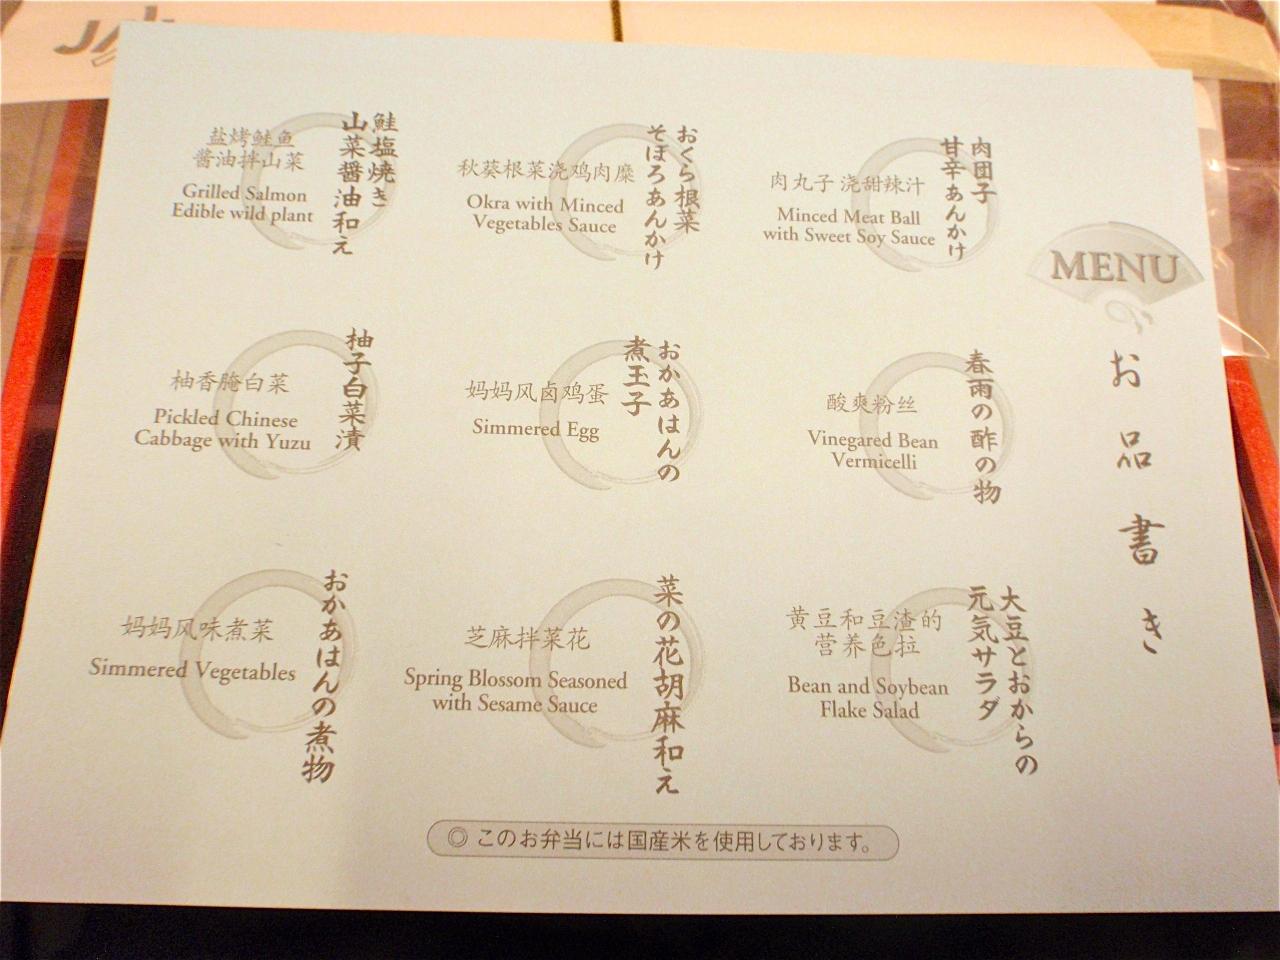 JAL
MENU
お品書き
鮭塩焼き
山菜醤油和え
盐烤鲑鱼
酱油拌山菜
Grilled Salmon
Edible wild plant
おくら根菜
そぼろあんかけ
秋葵根菜浇鸡肉糜
Okra with Minced
Vegetables Sauce
肉団子
甘辛あんかけ
肉丸子 浇甜辣汁
Minced Meat Ball
with Sweet Soy Sauce
柚子白菜漬
柚香腌白菜
Pickled Chinese
Cabbage with Yuzu
おかあはんの
煮玉子
妈妈风卤鸡蛋
Simmered Egg
春雨の酢の物
酸爽粉丝
Vinegared Bean
Vermicelli
おかあはんの煮物
妈妈风味煮菜
Simmered Vegetables
菜の花胡麻和え
芝麻拌菜花
Spring Blossom Seasoned
with Sesame Sauce
大豆とおからの
元気サラダ
黄豆和豆渣的
营养色拉
Bean and Soybean
Flake Salad
◎ このお弁当には国産米を使用しております。